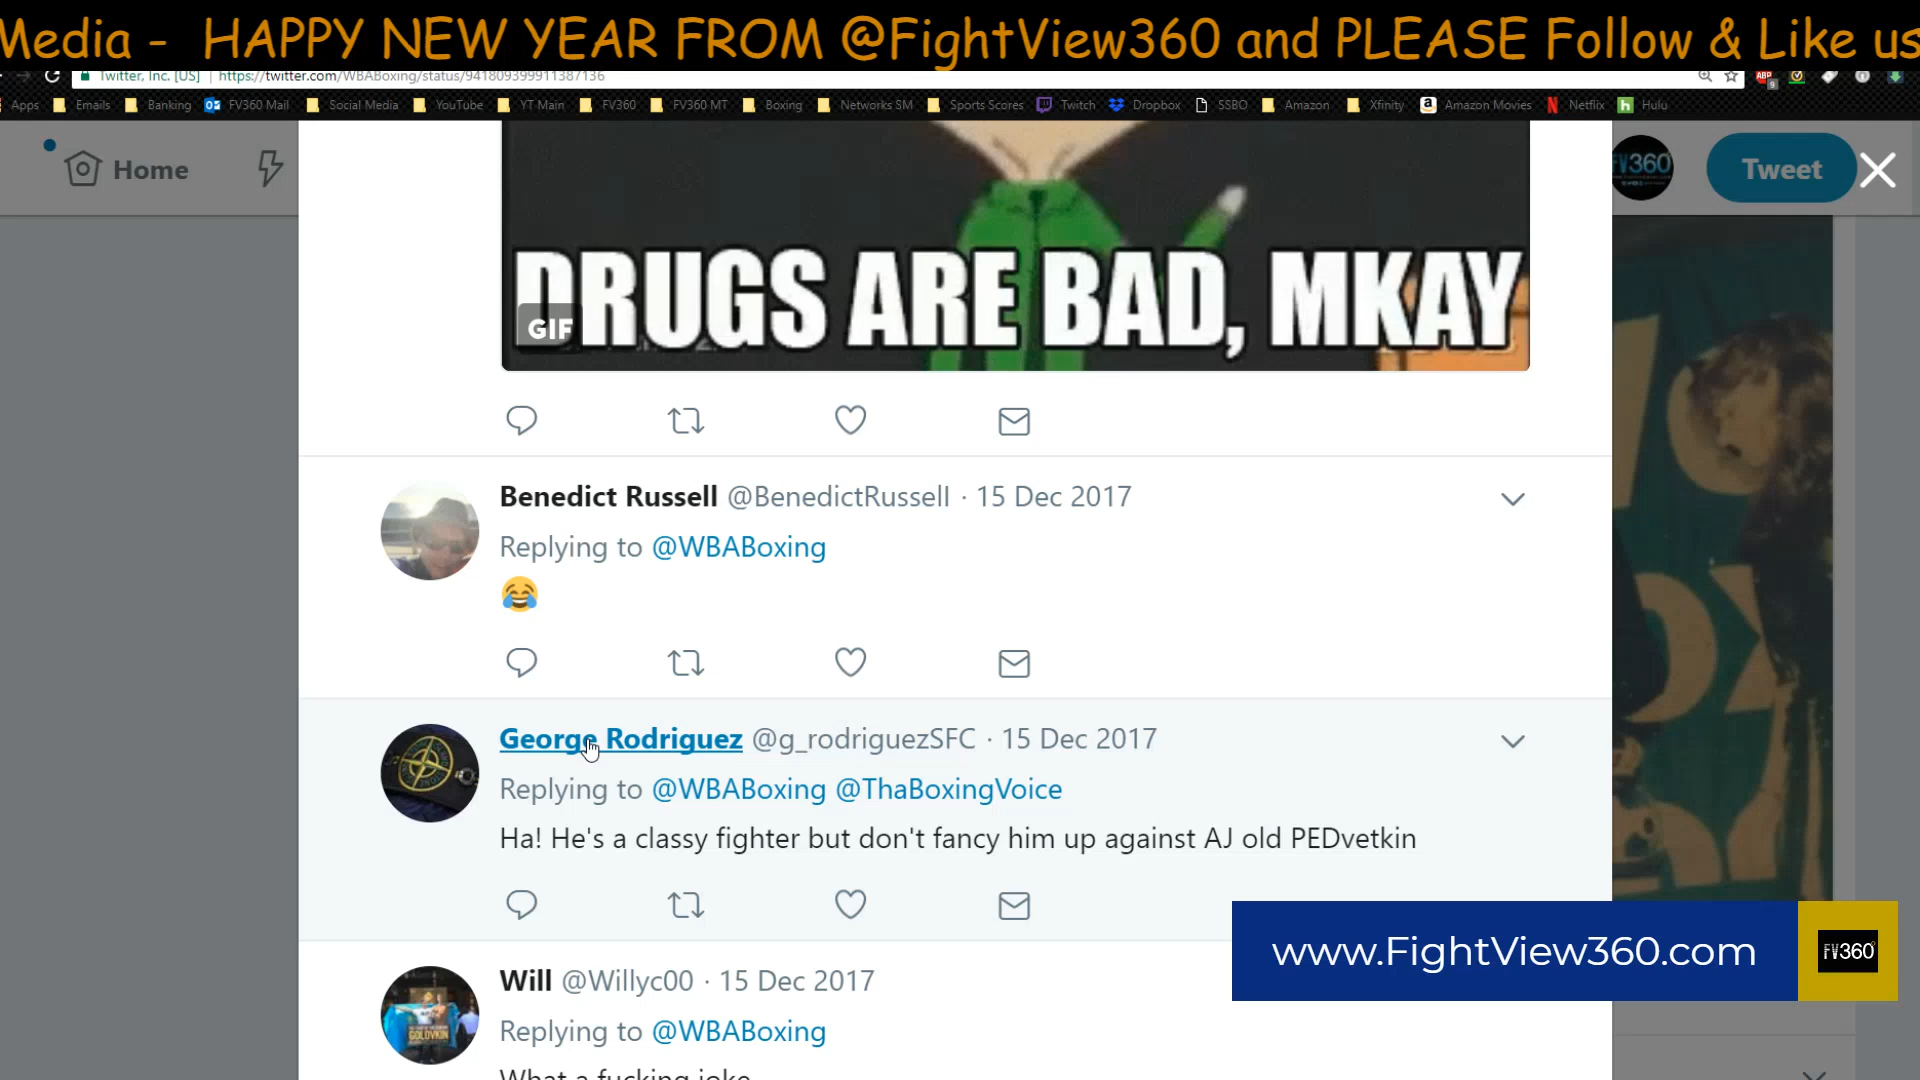 Media - HAPPY NEW YEAR FROM @FightView360 and PLEASE Follow & Like us
Twitter, Inc. [US] | https://twitter.com/WBABoxing/status/941809399911387136
Apps Emails Banking FV360 Mail Social Media YouTube YT Main FV360 FV360 MT Boxing Networks SM Sports Scores Twitch Dropbox SSBO Amazon Xfinity Amazon Movies Netflix Hulu
Home
FV360
Tweet
DRUGS ARE BAD, MKAY
GIF
Benedict Russell @BenedictRussell · 15 Dec 2017
Replying to @WBABoxing
😂
George Rodriguez @g_rodriguezSFC · 15 Dec 2017
Replying to @WBABoxing @ThaBoxingVoice
Ha! He's a classy fighter but don't fancy him up against AJ old PEDvetkin
www.FightView360.com
FV360
Will @Willyc00 · 15 Dec 2017
GOLOVKIN
Replying to @WBABoxing
What a fucking joke